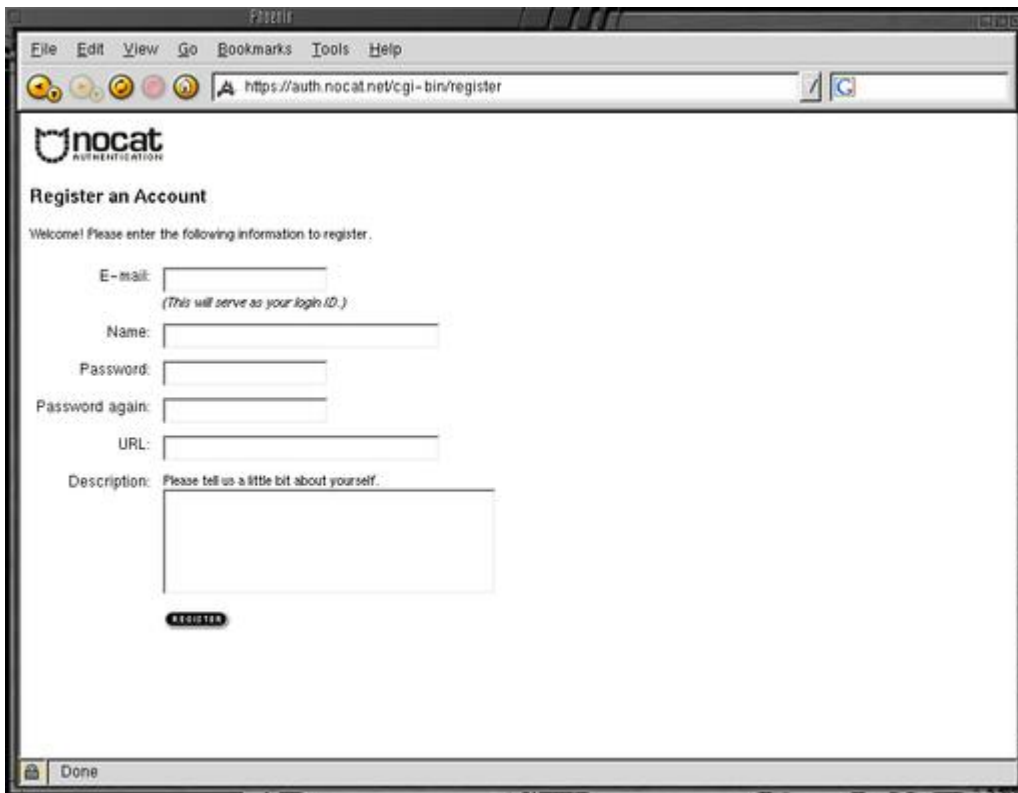 Phoenix
File Edit View Go Bookmarks Tools Help
https://auth.nocat.net/cgi-bin/register
G
nocat
AUTHENTICATION
Register an Account
Welcome! Please enter the following information to register.
E-mail:
(This will serve as your login ID.)
Name:
Password:
Password again:
URL:
Description: Please tell us a little bit about yourself.
REGISTER
Done